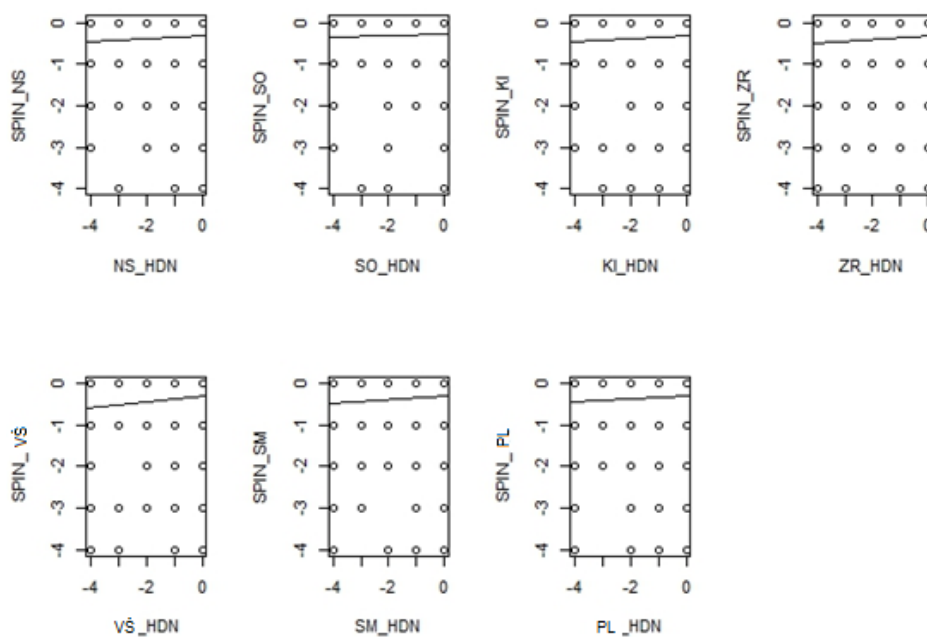 SPIN_NS
0
-1
-2
-3
-4
-4 -2 0
NS_HDN
SPIN_SO
0
-1
-2
-3
-4
-4 -2 0
SO_HDN
SPIN_KI
0
-1
-2
-3
-4
-4 -2 0
KI_HDN
SPIN_ZR
0
-1
-2
-3
-4
-4 -2 0
ZR_HDN
SPIN_ VŠ
0
-1
-2
-3
-4
-4 -2 0
VŠ _HDN
SPIN_SM
0
-1
-2
-3
-4
-4 -2 0
SM_HDN
SPIN_ PL
0
-1
-2
-3
-4
-4 -2 0
PL _HDN